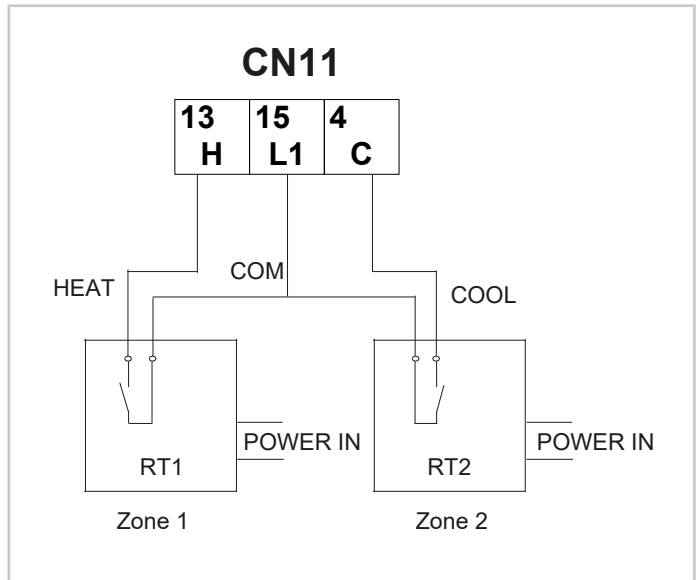 CN11
13 15 4
H L1 C
HEAT
COM
COOL
POWER IN
POWER IN
RT1
RT2
Zone 1
Zone 2